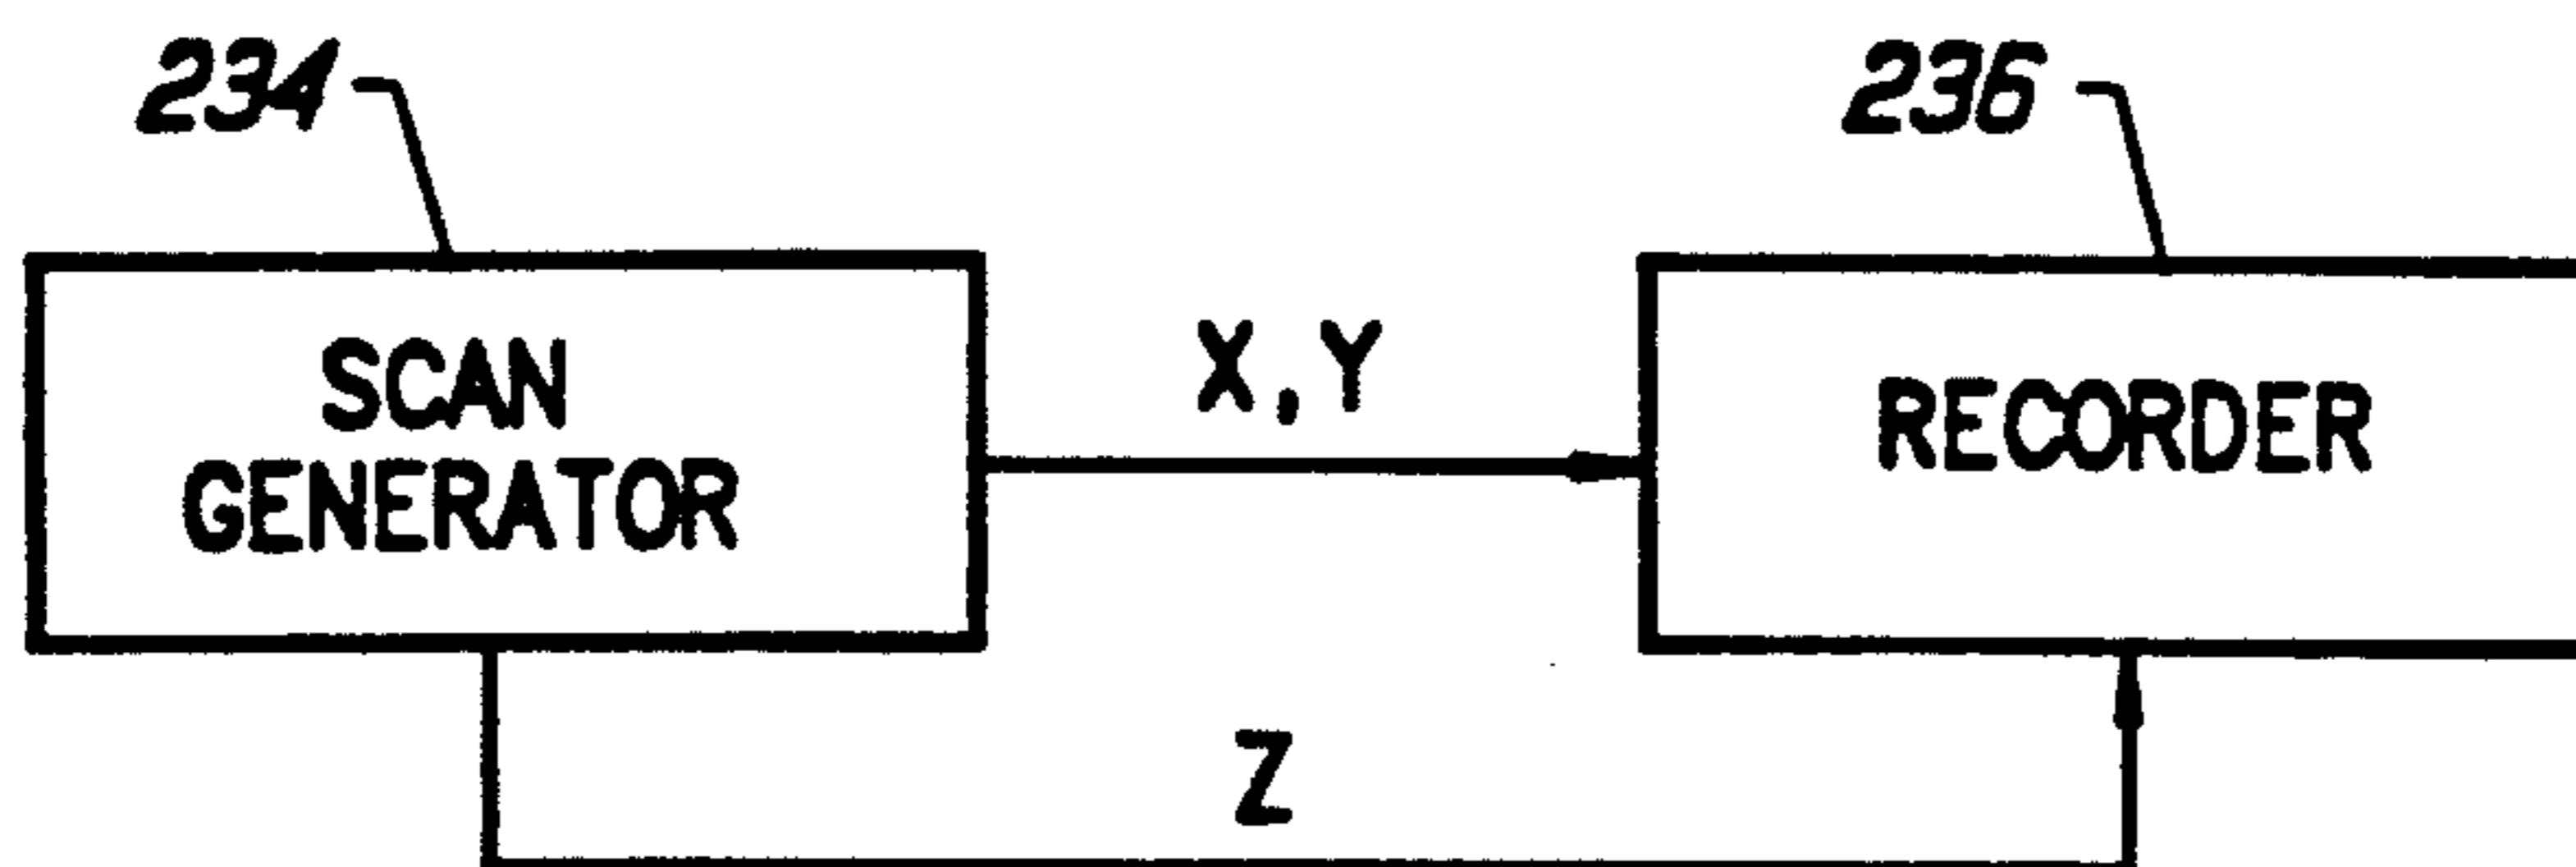 234
236
SCAN
GENERATOR
X, Y
RECORDER
Z